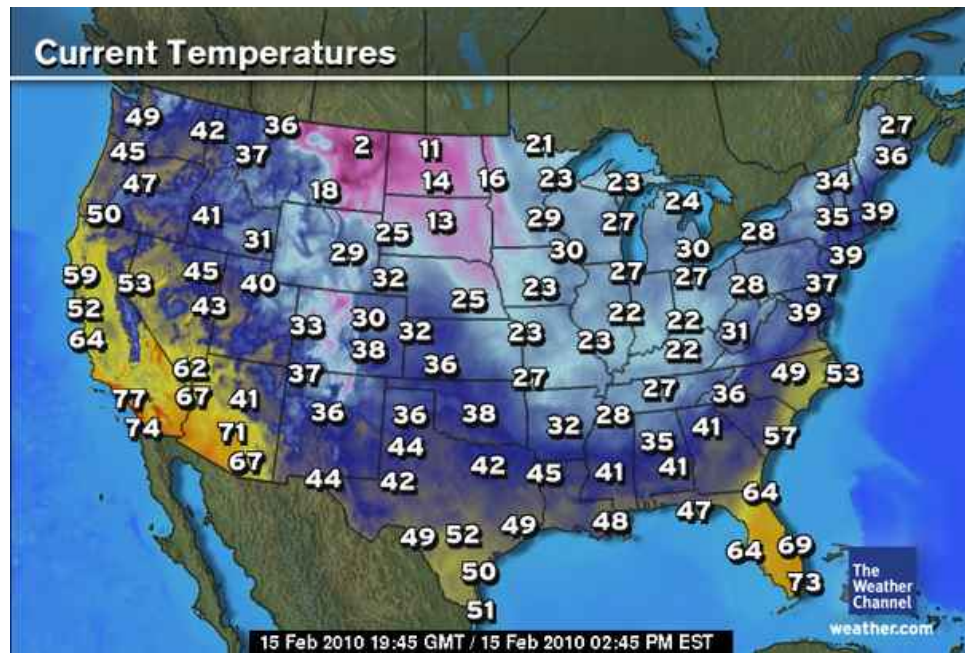 Current Temperatures
49 42 36 2 11 21 27
45 37 36
47 18 14 16 23 23 34
50 41 13 29 27 24 35 39
31 29 25 30 30 28 39
59 53 45 40 32 27 27 28 37
52 43 25 23
64 33 30 32 23 22 22 31 39
38 36 23 22
62 37 27 27 49 53
77 67 41 36 36 38 28 36
74 71 32 35 41 57
67 44 42 45 41 41
44 42 64
49 52 49 48 47
50 64 69
51 73
The
Weather
Channel
weather.com
15 Feb 2010 19:45 GMT / 15 Feb 2010 02:45 PM EST